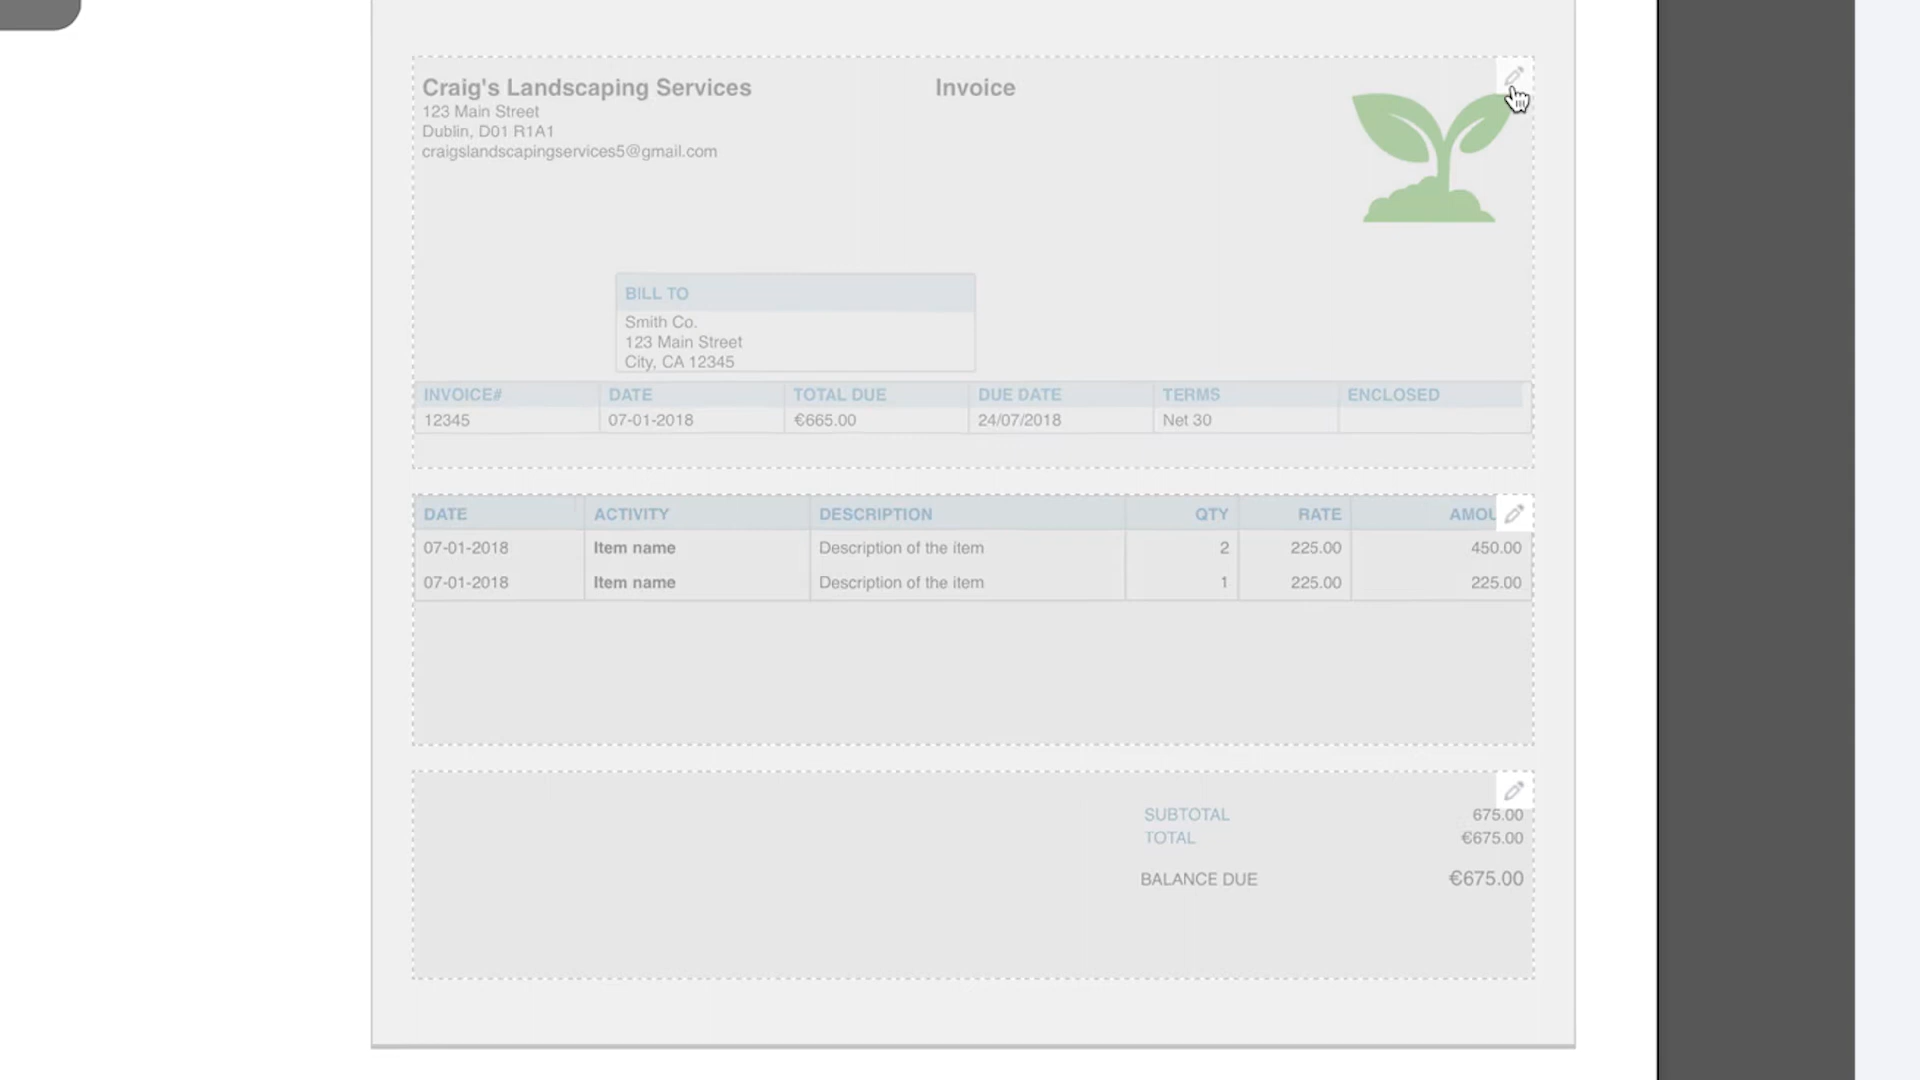 Craig's Landscaping Services
Invoice
123 Main Street
Dublin, D01 R1A1
craigslandscapingservices5@gmail.com
BILL TO
Smith Co.
123 Main Street
City, CA 12345
INVOICE# DATE TOTAL DUE DUE DATE TERMS ENCLOSED
12345 07-01-2018 €665.00 24/07/2018 Net 30
DATE ACTIVITY DESCRIPTION QTY RATE AMOU
07-01-2018 Item name Description of the item 2 225.00 450.00
07-01-2018 Item name Description of the item 1 225.00 225.00
SUBTOTAL 675.00
TOTAL €675.00
BALANCE DUE €675.00